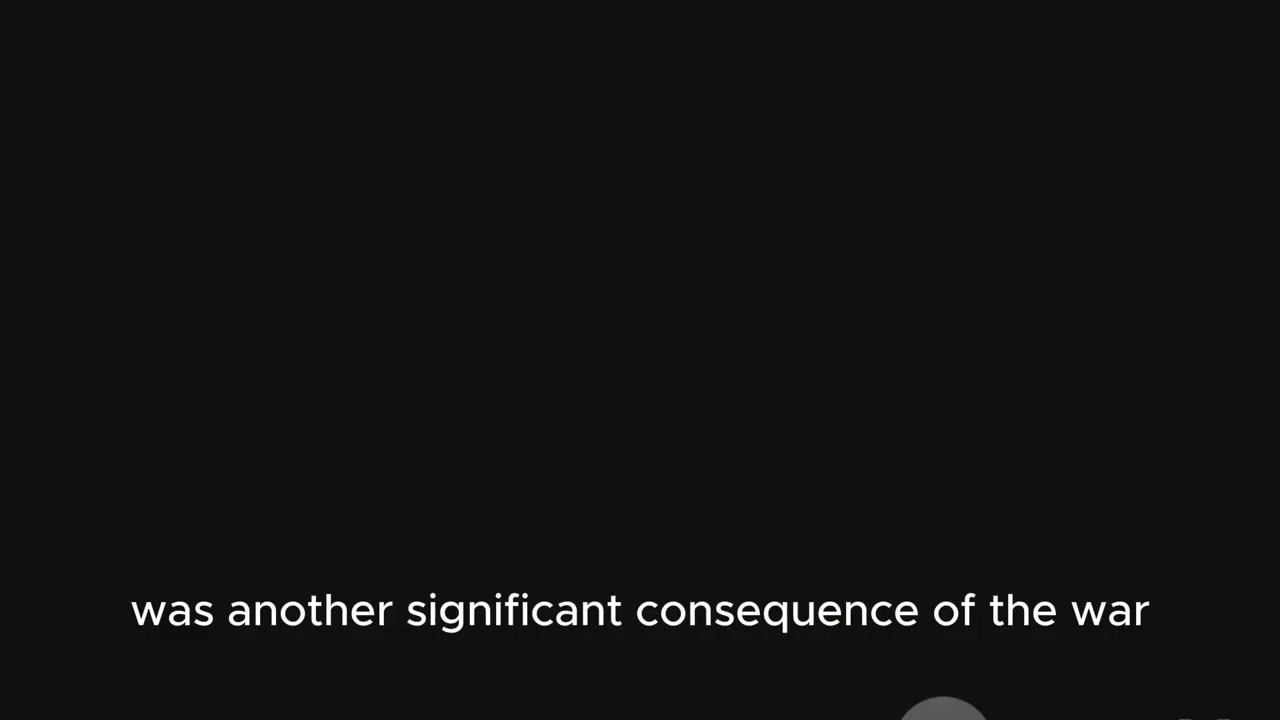 was another significant consequence of the war